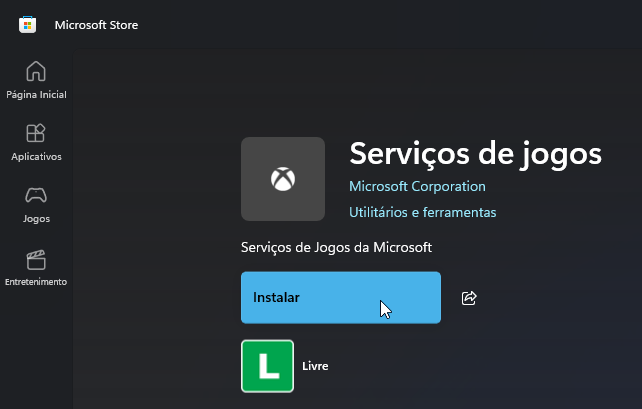 Microsoft Store
Página Inicial
Aplicativos
Jogos
Entretenimento
Serviços de jogos
Microsoft Corporation
Utilitários e ferramentas
Serviços de Jogos da Microsoft
Instalar
L
Livre